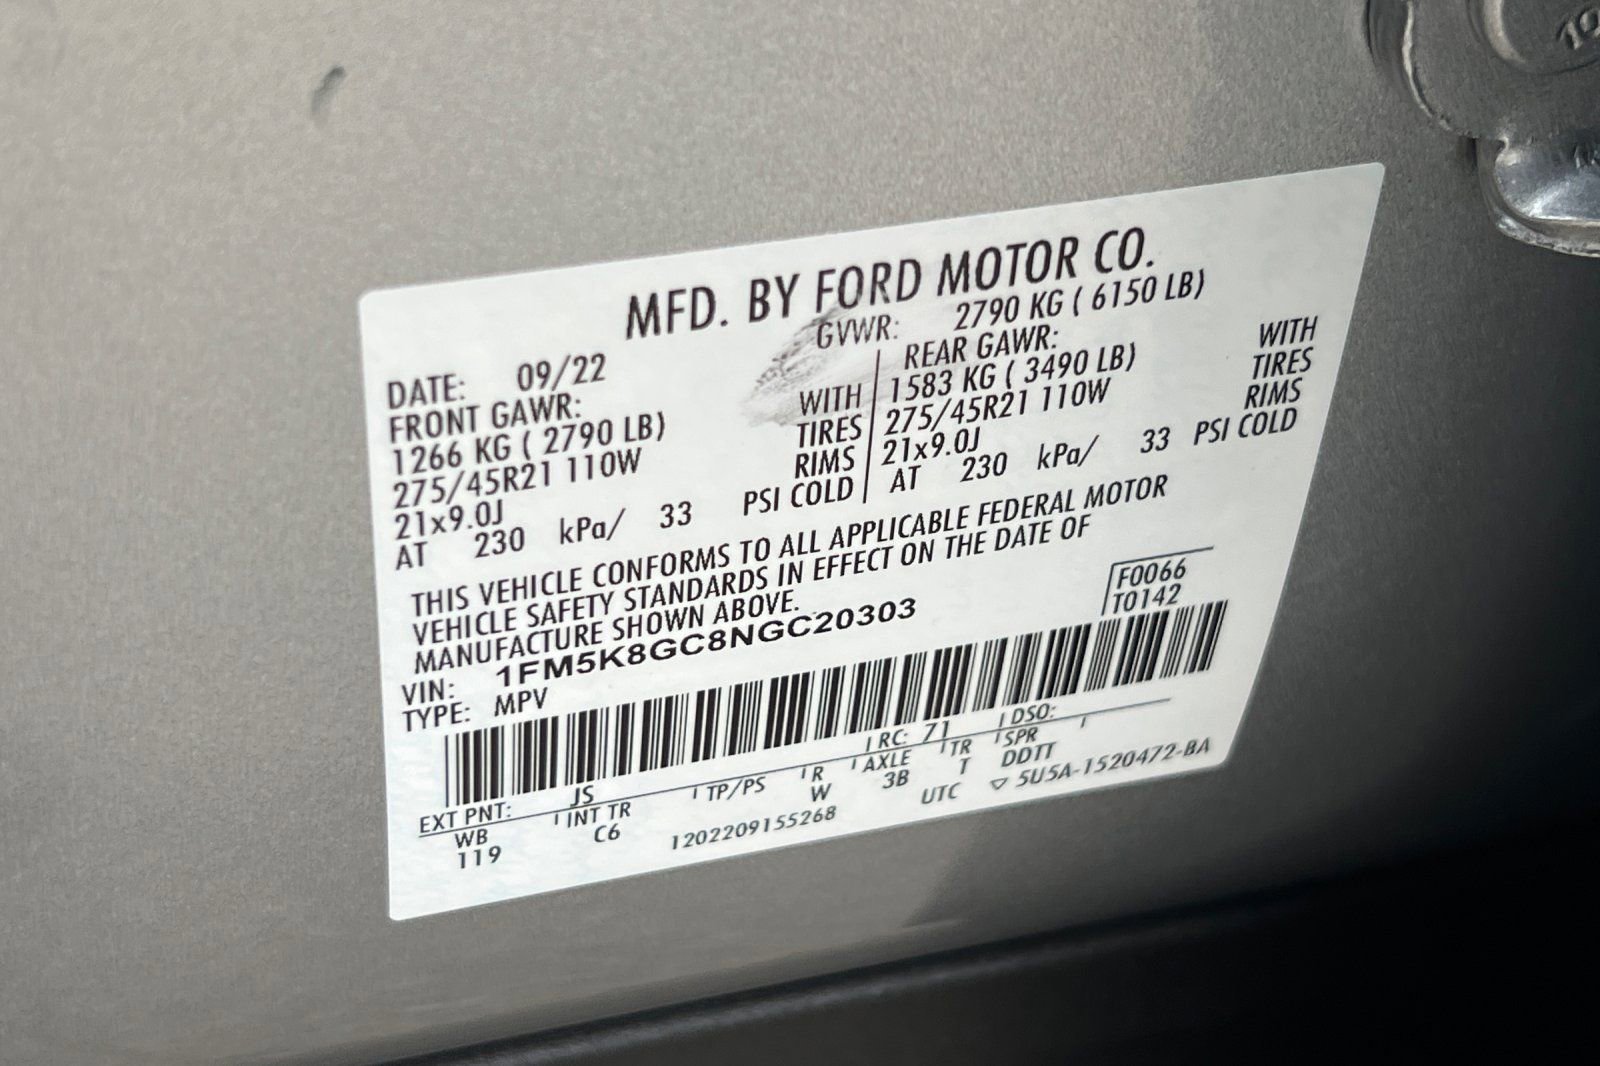 MFD. BY FORD MOTOR CO.
DATE: 09/22 GVWR: 2790 KG ( 6150 LB)
FRONT GAWR: REAR GAWR:
1266 KG ( 2790 LB) WITH 1583 KG ( 3490 LB) WITH
275/45R21 110W TIRES 275/45R21 110W TIRES
21x9.0J RIMS 21x9.0J RIMS
AT 230 kPa/ 33 PSI COLD AT 230 kPa/ 33 PSI COLD
THIS VEHICLE CONFORMS TO ALL APPLICABLE FEDERAL MOTOR
VEHICLE SAFETY STANDARDS IN EFFECT ON THE DATE OF
MANUFACTURE SHOWN ABOVE.
F0066
T0142
VIN: 1FM5K8GC8NGC20303
TYPE: MPV
EXT PNT: JS RC: 71 DSO:
WB INT TR TP/PS R AXLE TR SPR
119 C6 W 3B T DDTT
1202209155268 UTC ▽ 5U5A-1520472-BA